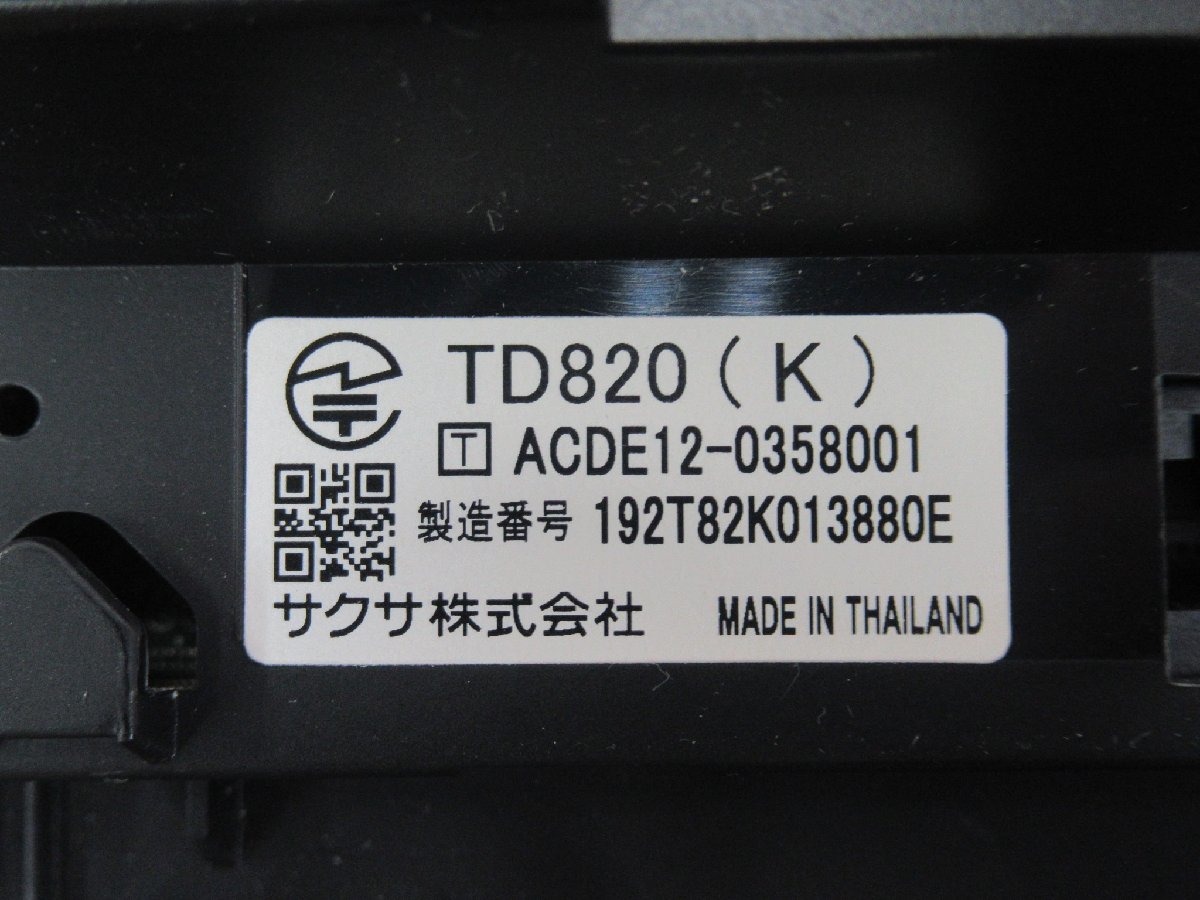 TD820(K)
T ACDE12-0358001
製造番号 192T82K013880E
サクサ株式会社 MADE IN THAILAND